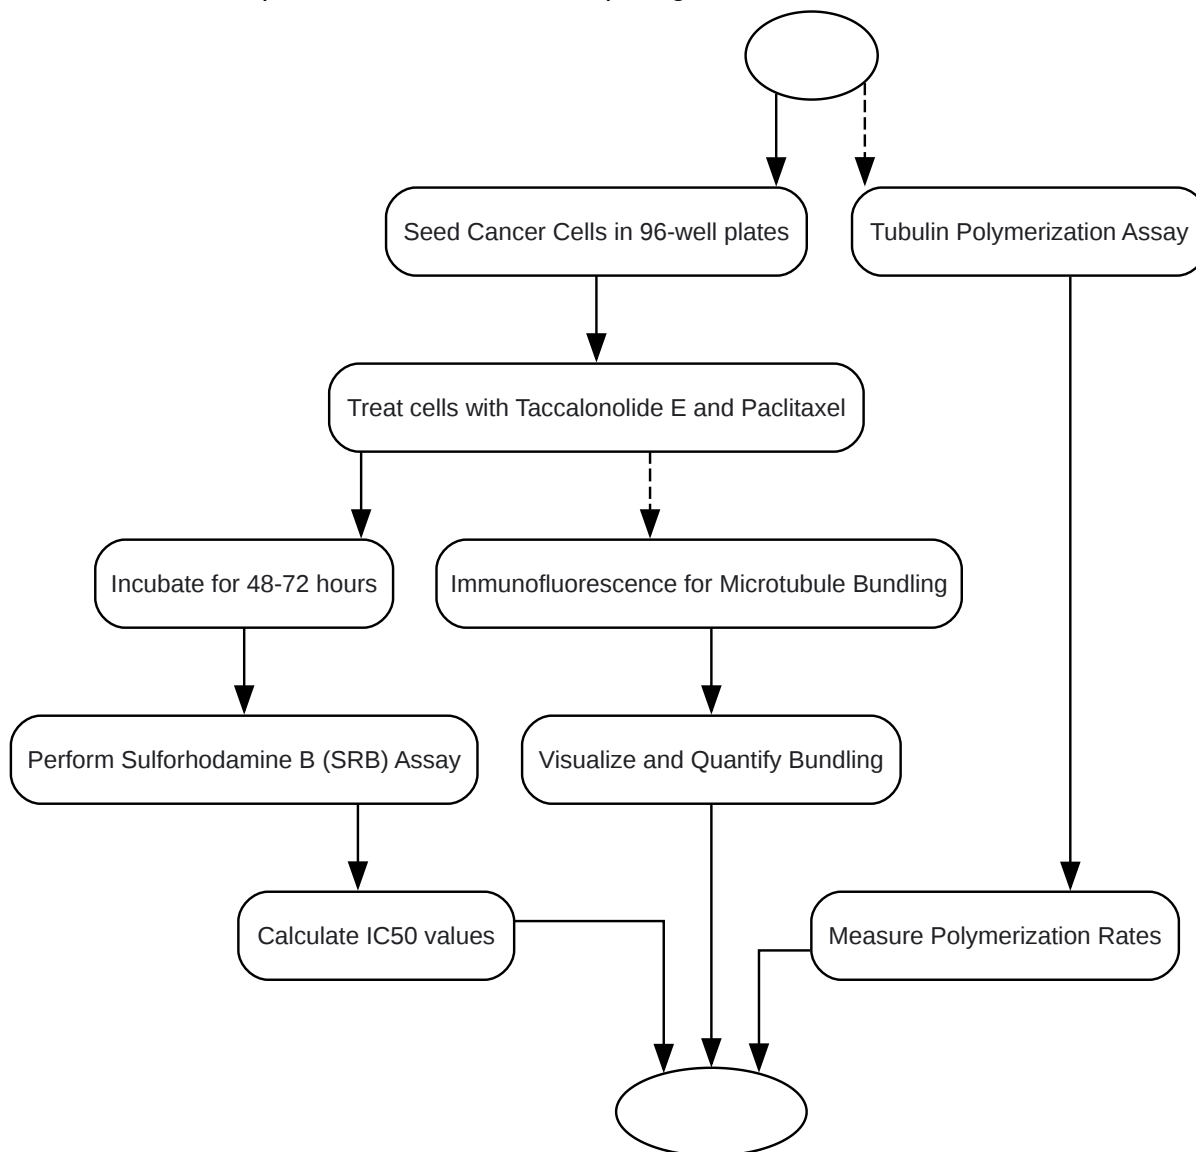 Seed Cancer Cells in 96-well plates
Tubulin Polymerization Assay
Treat cells with Taccalonolide E and Paclitaxel
Incubate for 48-72 hours
Immunofluorescence for Microtubule Bundling
Perform Sulforhodamine B (SRB) Assay
Visualize and Quantify Bundling
Calculate IC50 values
Measure Polymerization Rates